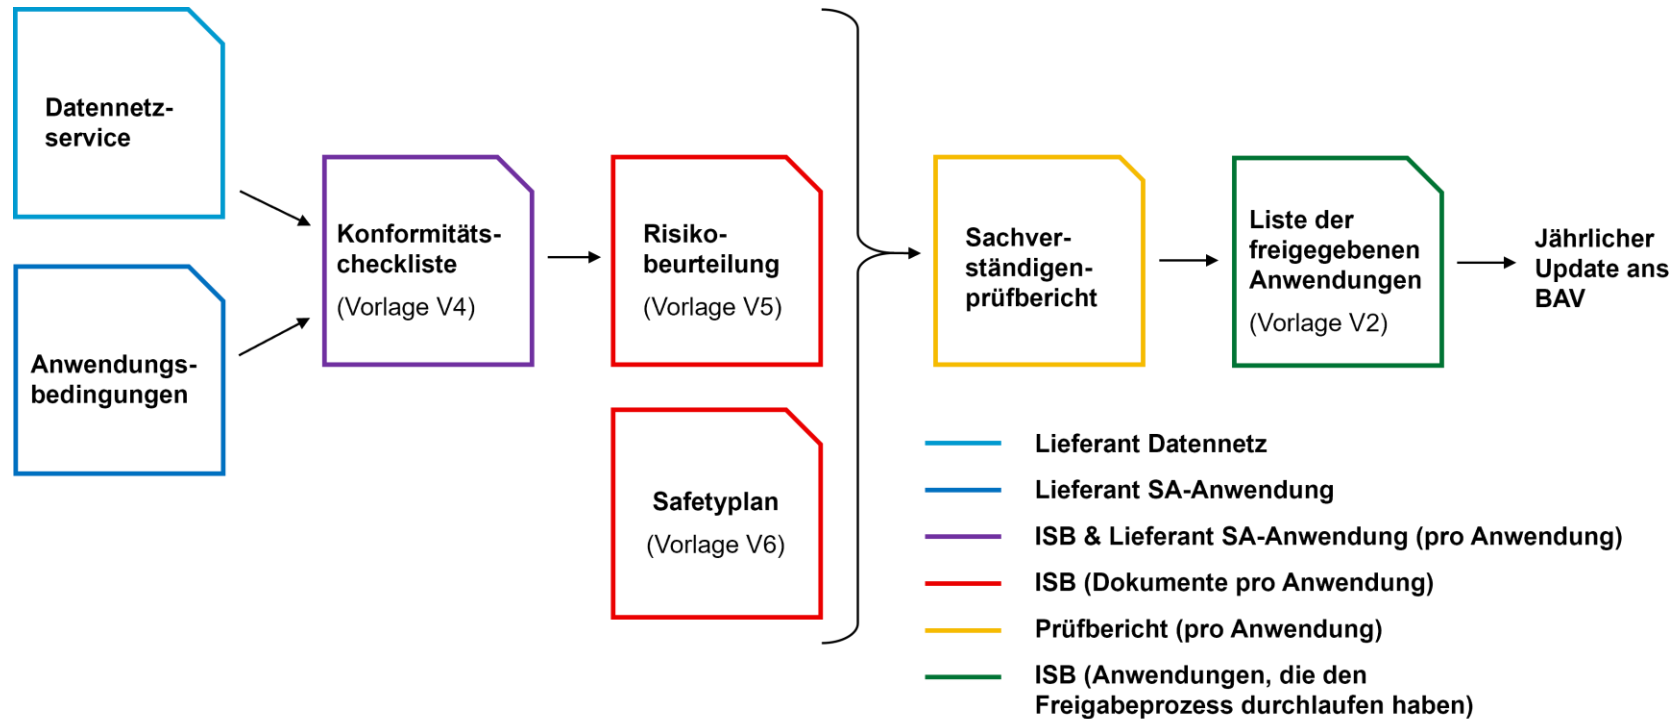 Datennetz-
service
Anwendungs-
bedingungen
Konformitäts-
checkliste
(Vorlage V4)
Risiko-
beurteilung
(Vorlage V5)
Safetyplan
(Vorlage V6)
Sachver-
ständigen-
prüfbericht
Liste der
freigegebenen
Anwendungen
(Vorlage V2)
Jährlicher
Update ans
BAV
Lieferant Datennetz
Lieferant SA-Anwendung
ISB & Lieferant SA-Anwendung (pro Anwendung)
ISB (Dokumente pro Anwendung)
Prüfbericht (pro Anwendung)
ISB (Anwendungen, die den
Freigabeprozess durchlaufen haben)